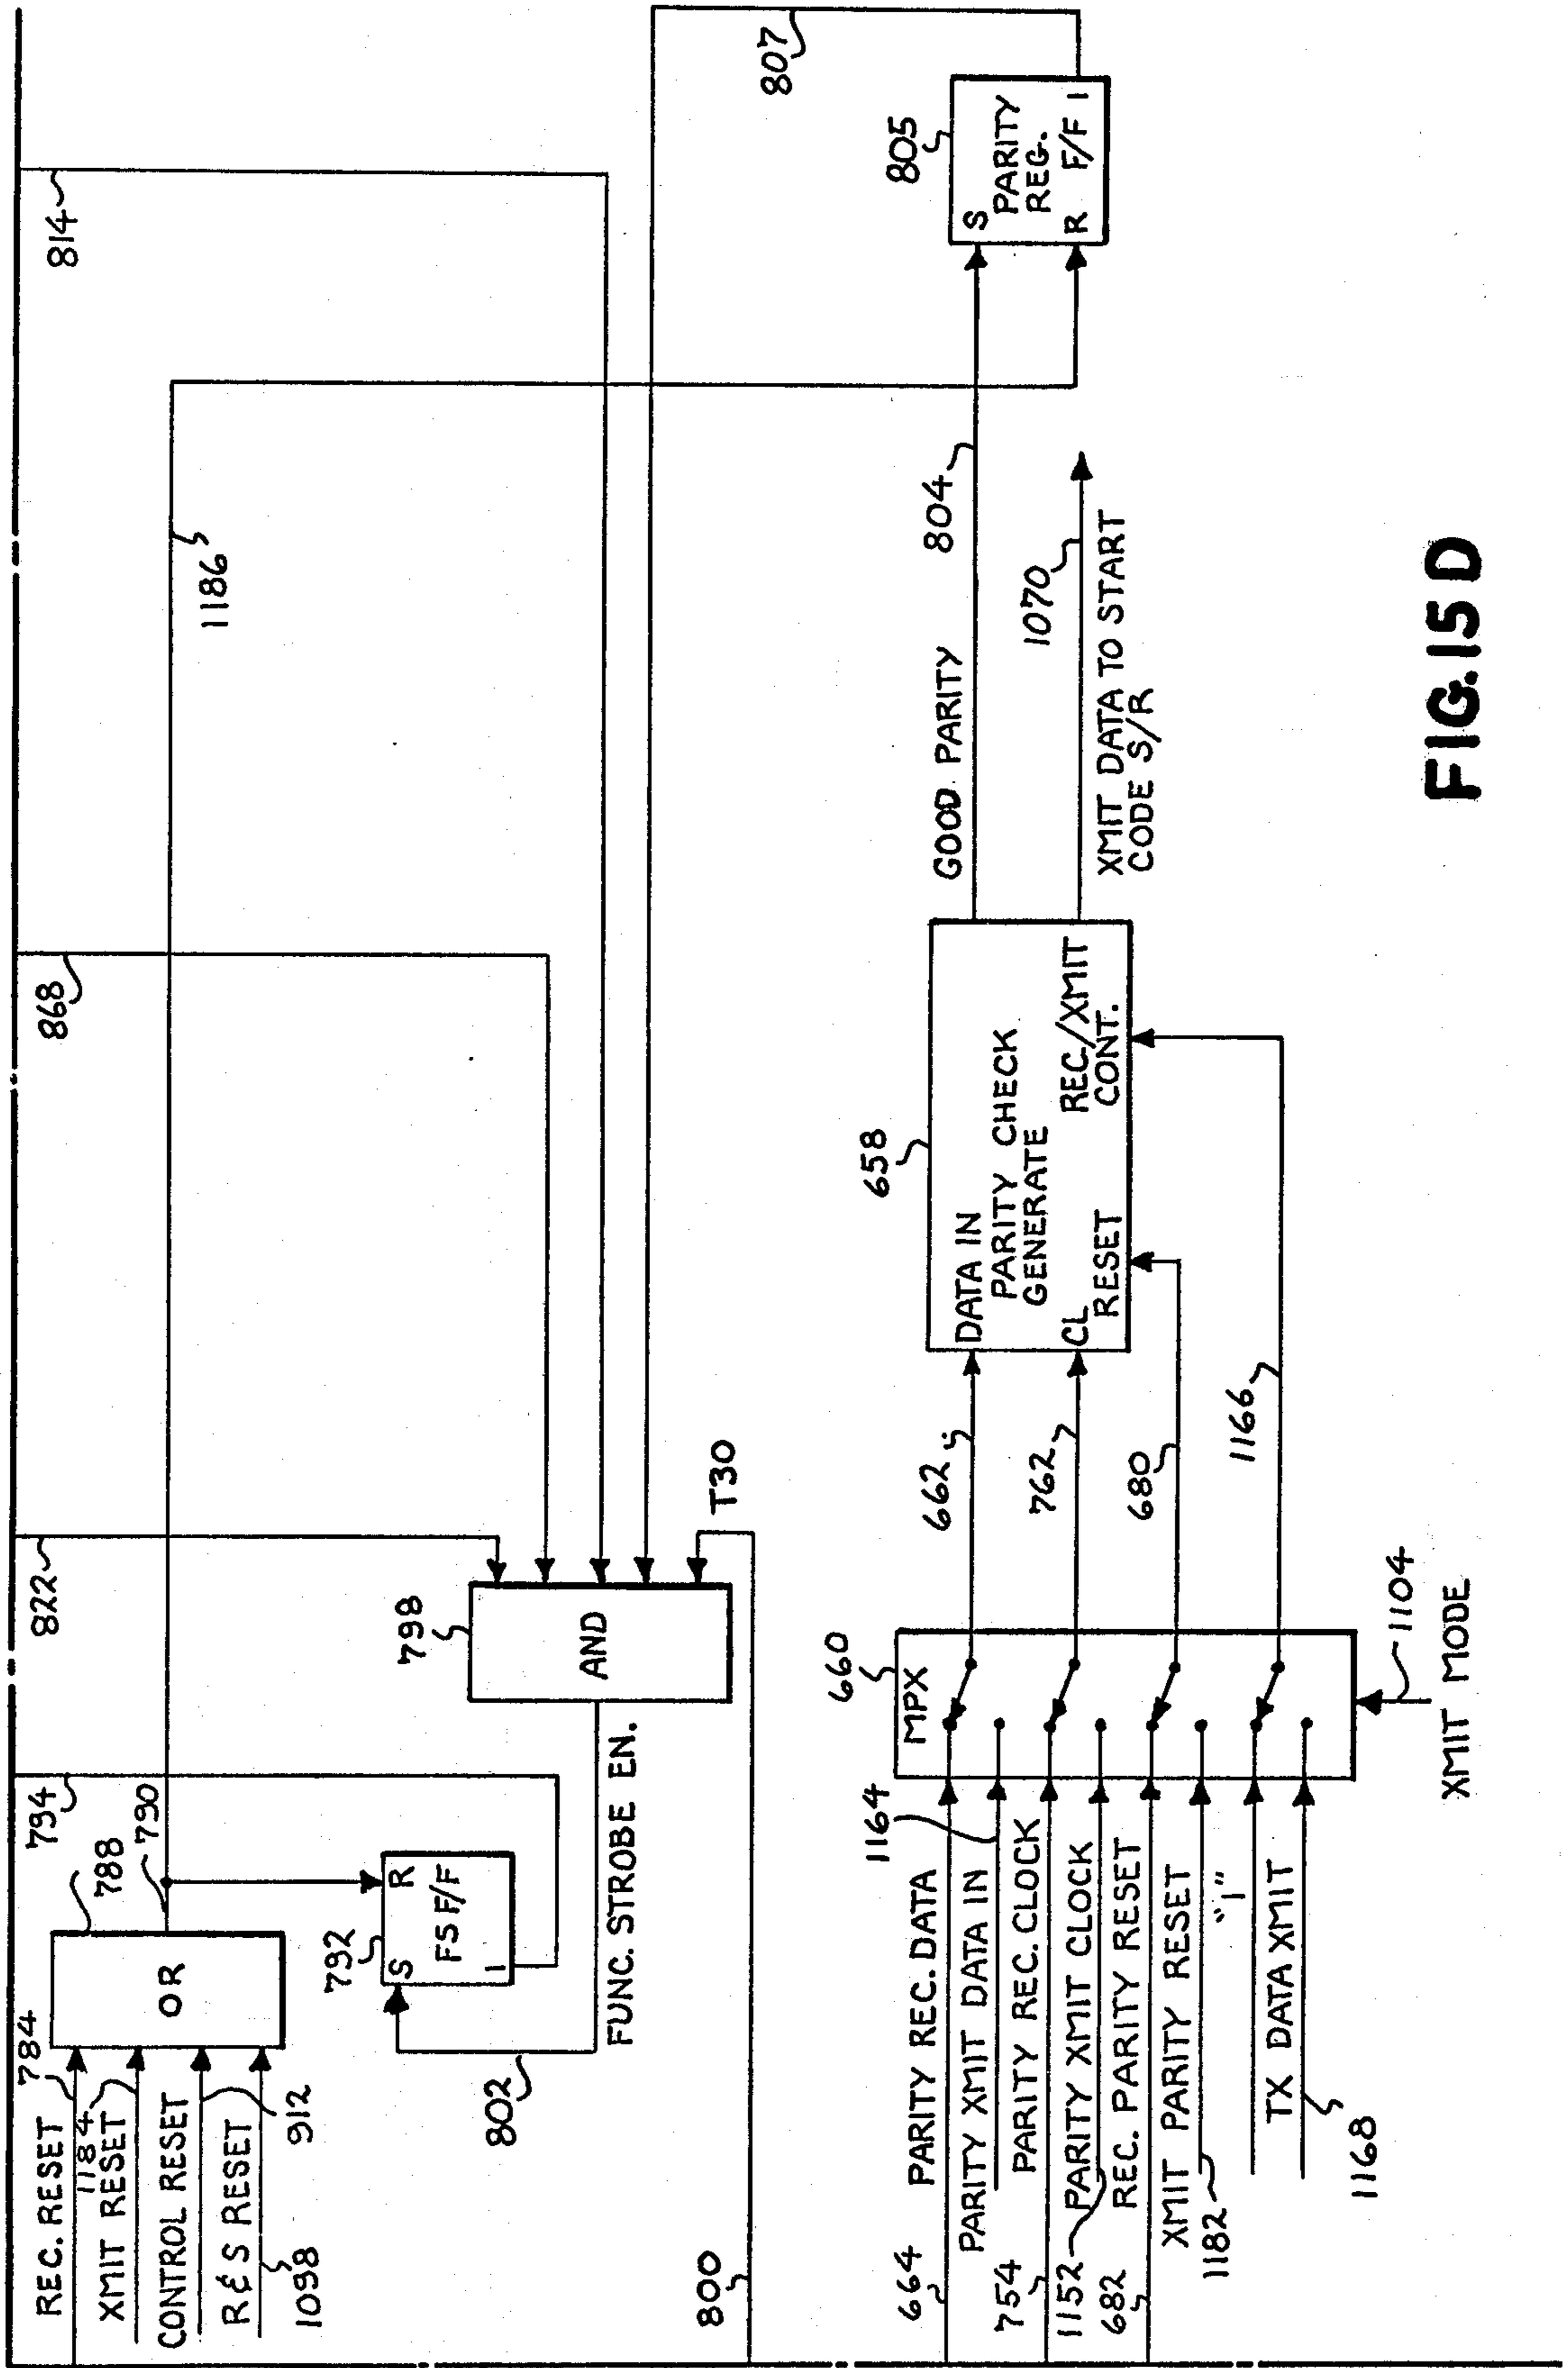 REC. RESET
784
1184
XMIT RESET
CONTROL RESET
912
R & S RESET
1098
OR
788
790
794
792
S
R
FS F/F
1
802
FUNC. STROBE EN.
822
798
AND
T30
800
868
1186
814
807
805
S
PARITY
REG.
R F/F 1
664
PARITY REC. DATA
PARITY XMIT DATA IN
1164
754
PARITY REC. CLOCK
1152
PARITY XMIT CLOCK
682
REC. PARITY RESET
XMIT PARITY RESET
1182
"1"
TX DATA XMIT
1168
660
MPX
1104
XMIT MODE
662
762
680
1166
658
DATA IN
PARITY CHECK
GENERATE
CL
RESET
REC./XMIT
CONT.
GOOD PARITY
804
1070
XMIT DATA TO START
CODE S/R
FIG. 15 D